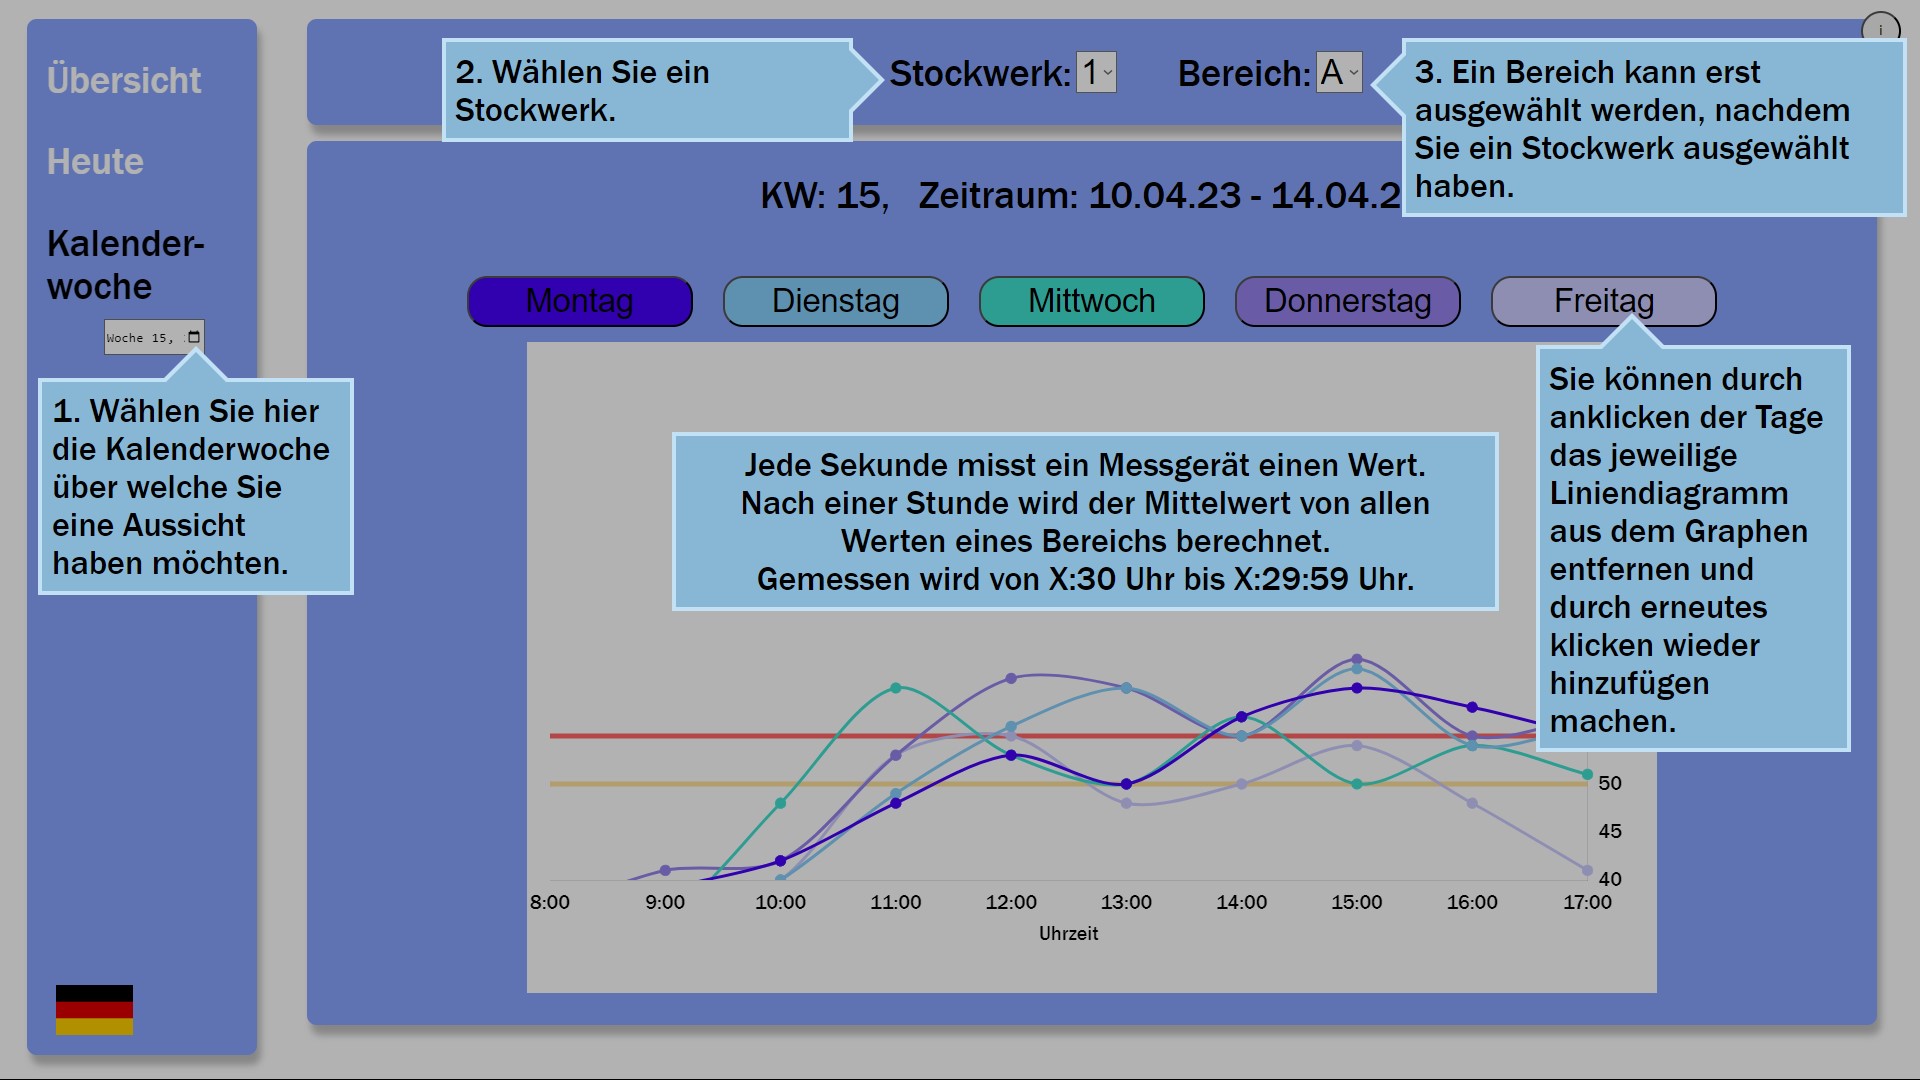 Übersicht
Heute
Kalender-
woche
Woche 15,
1. Wählen Sie hier
die Kalenderwoche
über welche Sie
eine Aussicht
haben möchten.
2. Wählen Sie ein
Stockwerk.
Stockwerk: 1
Bereich: A
i
3. Ein Bereich kann erst
ausgewählt werden, nachdem
Sie ein Stockwerk ausgewählt
haben.
KW: 15, Zeitraum: 10.04.23 - 14.04.2
Montag
Dienstag
Mittwoch
Donnerstag
Freitag
Sie können durch
anklicken der Tage
das jeweilige
Liniendiagramm
aus dem Graphen
entfernen und
durch erneutes
klicken wieder
hinzufügen
machen.
Jede Sekunde misst ein Messgerät einen Wert.
Nach einer Stunde wird der Mittelwert von allen
Werten eines Bereichs berechnet.
Gemessen wird von X:30 Uhr bis X:29:59 Uhr.
50
45
40
8:00 9:00 10:00 11:00 12:00 13:00 14:00 15:00 16:00 17:00
Uhrzeit